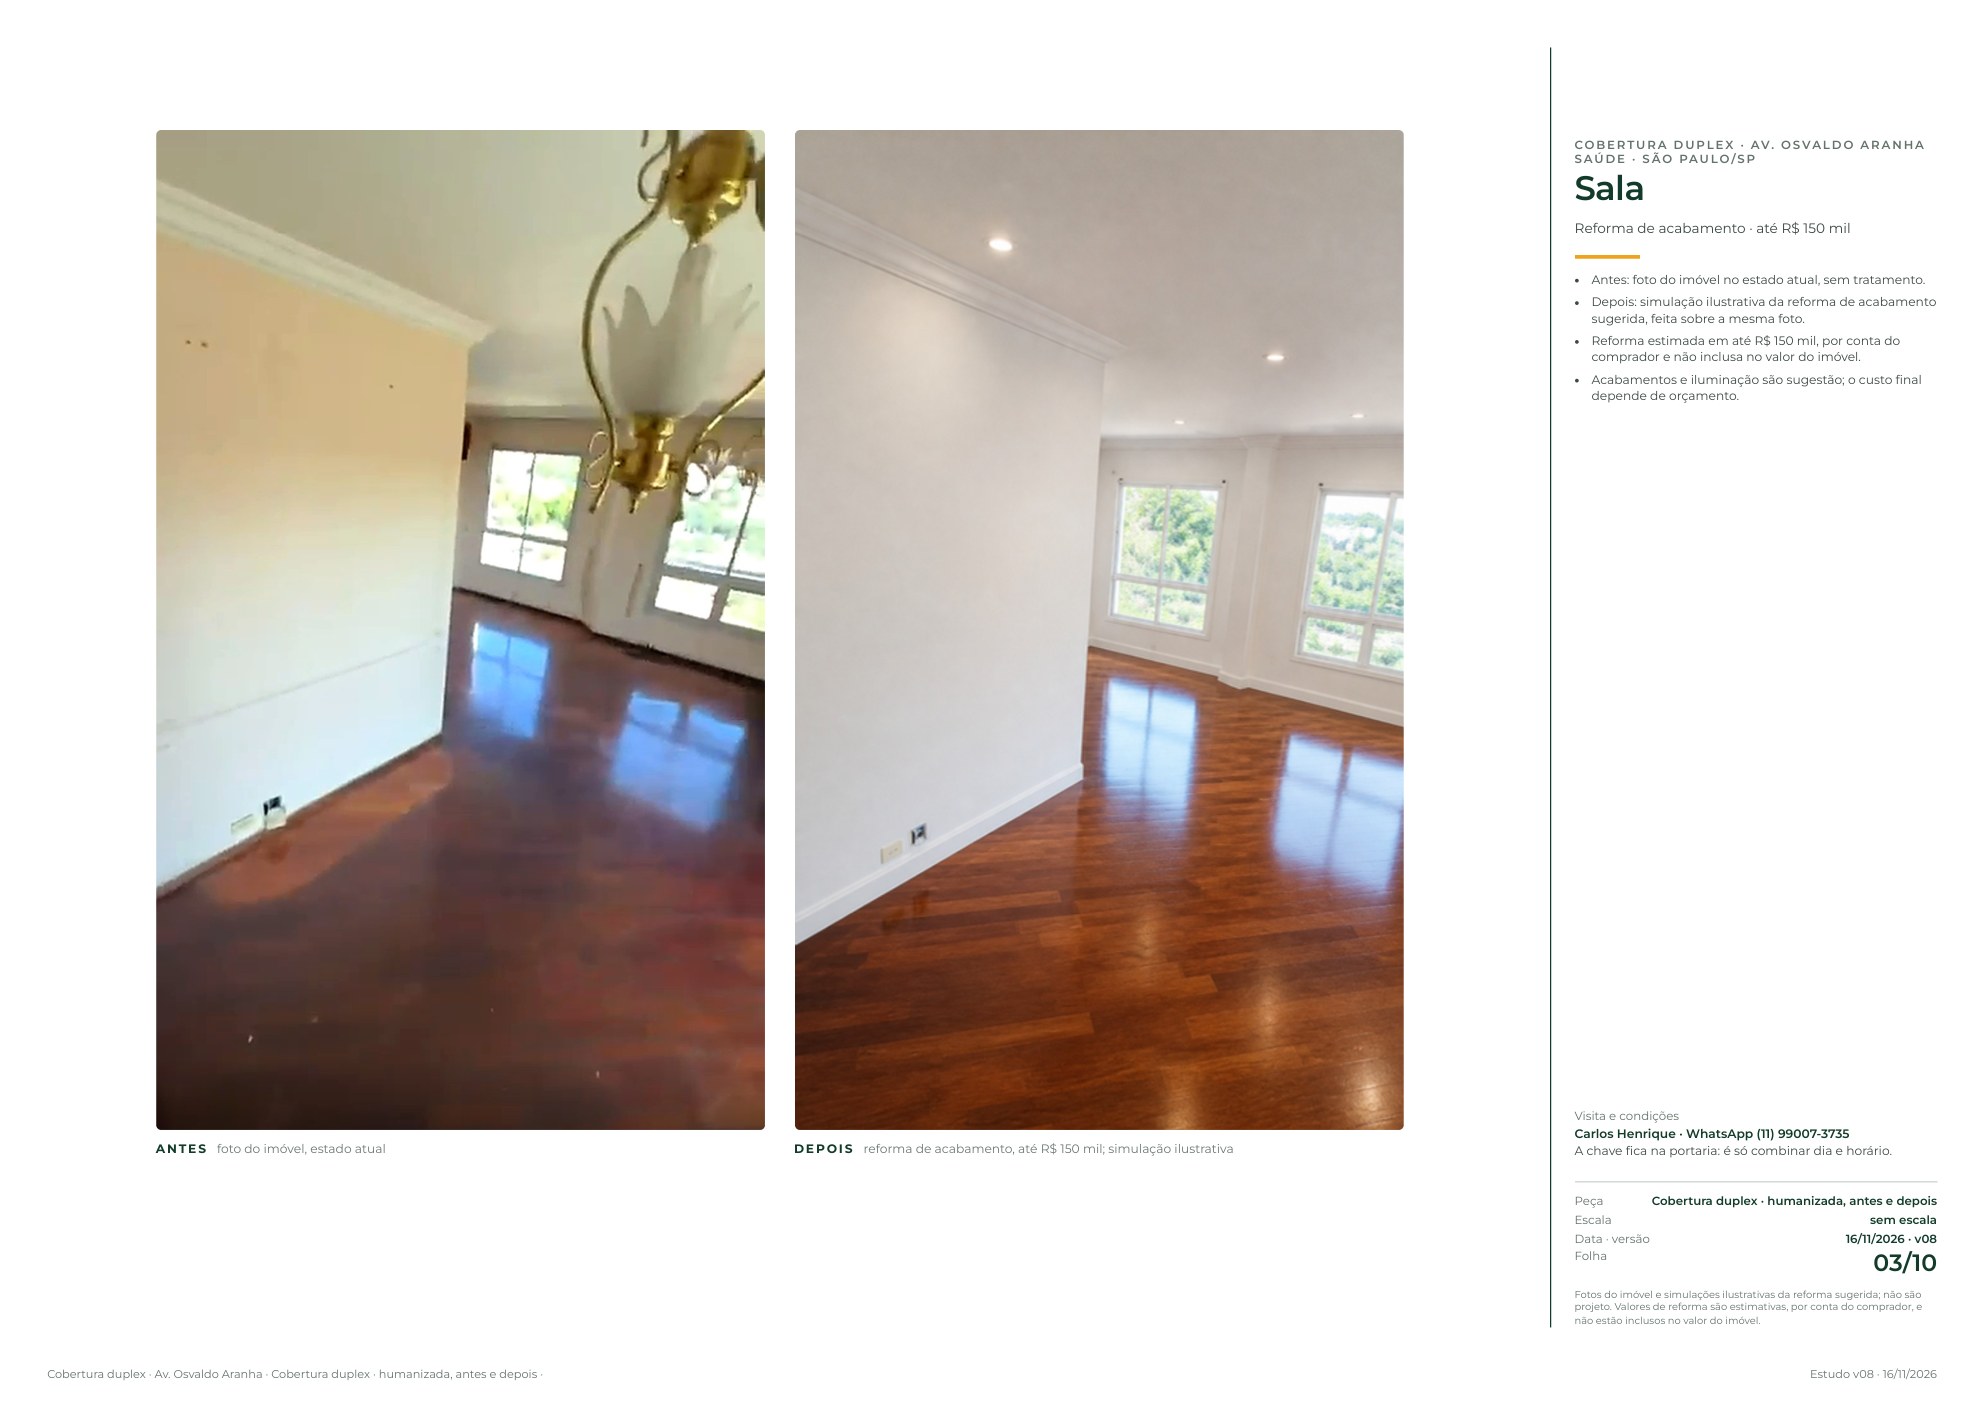 COBERTURA DUPLEX · AV. OSVALDO ARANHA
SAÚDE · SÃO PAULO/SP
Sala
Reforma de acabamento · até R$ 150 mil
• Antes: foto do imóvel no estado atual, sem tratamento.
• Depois: simulação ilustrativa da reforma de acabamento
sugerida, feita sobre a mesma foto.
• Reforma estimada em até R$ 150 mil, por conta do
comprador e não inclusa no valor do imóvel.
• Acabamentos e iluminação são sugestão; o custo final
depende de orçamento.
ANTES foto do imóvel, estado atual
DEPOIS reforma de acabamento, até R$ 150 mil; simulação ilustrativa
Visita e condições
Carlos Henrique · WhatsApp (11) 99007-3735
A chave fica na portaria: é só combinar dia e horário.
Peça Cobertura duplex · humanizada, antes e depois
Escala sem escala
Data · versão 16/11/2026 · v08
Folha 03/10
Fotos do imóvel e simulações ilustrativas da reforma sugerida; não são
projeto. Valores de reforma são estimativas, por conta do comprador, e
não estão inclusos no valor do imóvel.
Cobertura duplex · Av. Osvaldo Aranha · Cobertura duplex · humanizada, antes e depois ·
Estudo v08 · 16/11/2026